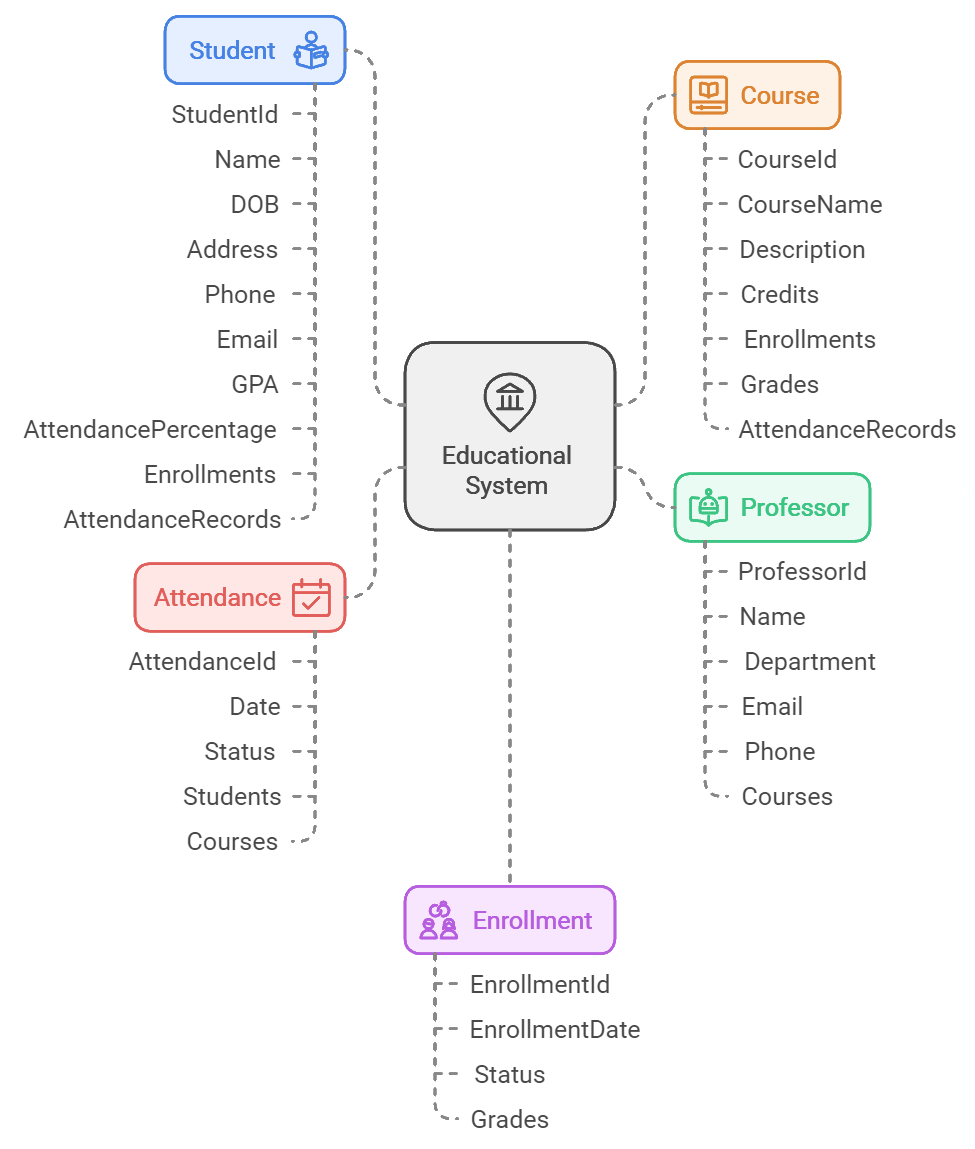 Student
StudentId
Name
DOB
Address
Phone
Email
GPA
AttendancePercentage
Enrollments
AttendanceRecords
Course
CourseId
CourseName
Description
Credits
Enrollments
Grades
AttendanceRecords
Educational
System
Attendance
AttendanceId
Date
Status
Students
Courses
Professor
ProfessorId
Name
Department
Email
Phone
Courses
Enrollment
EnrollmentId
EnrollmentDate
Status
Grades